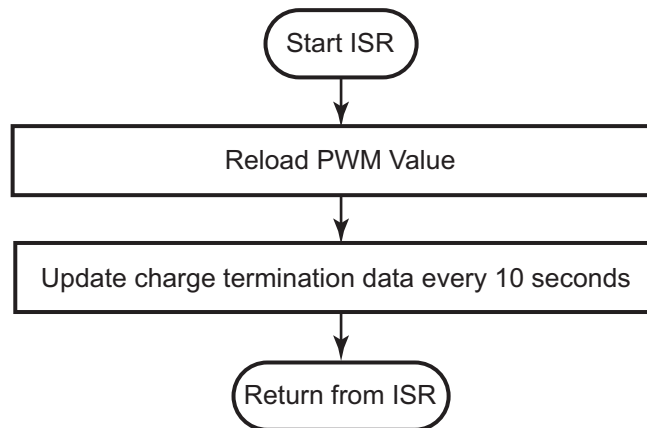 Start ISR
Reload PWM Value
Update charge termination data every 10 seconds
Return from ISR